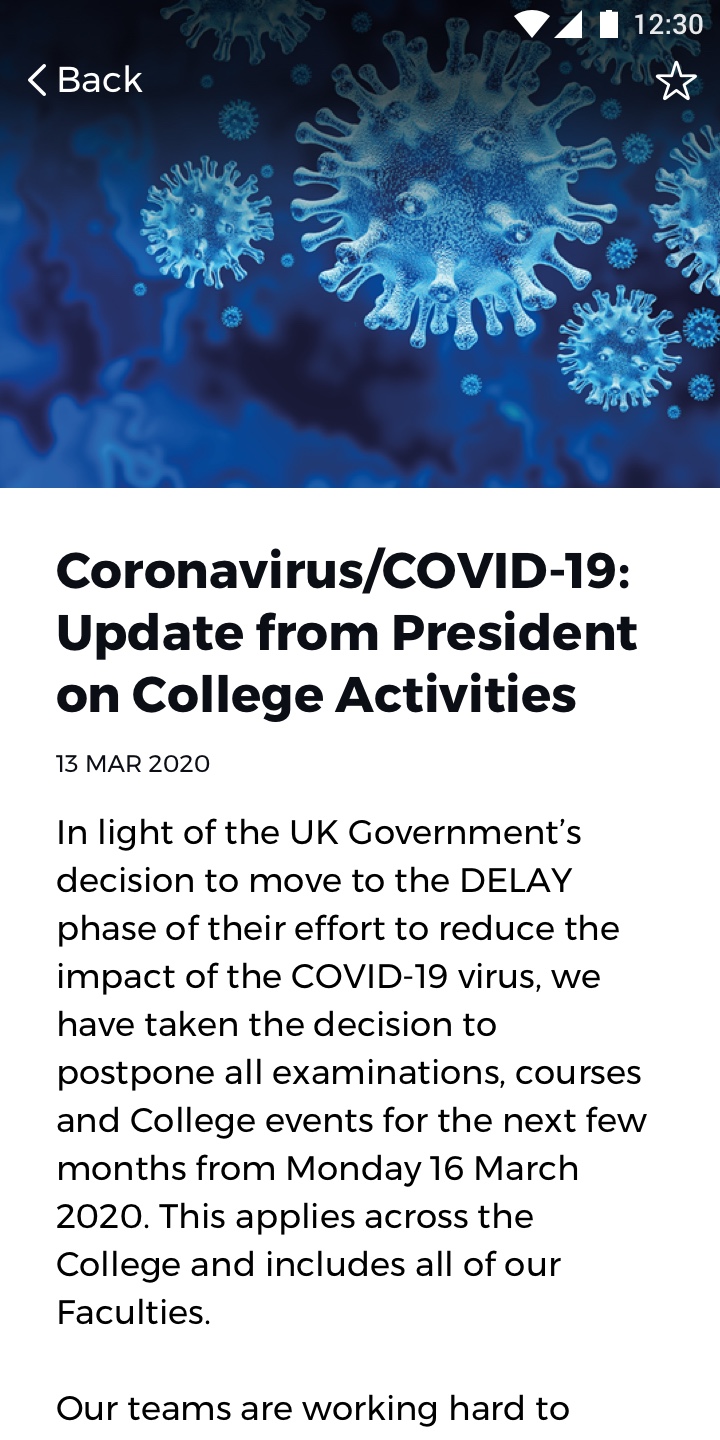 12:30
Back
Coronavirus/COVID-19:
Update from President
on College Activities
13 MAR 2020
In light of the UK Government’s
decision to move to the DELAY
phase of their effort to reduce the
impact of the COVID-19 virus, we
have taken the decision to
postpone all examinations, courses
and College events for the next few
months from Monday 16 March
2020. This applies across the
College and includes all of our
Faculties.
Our teams are working hard to